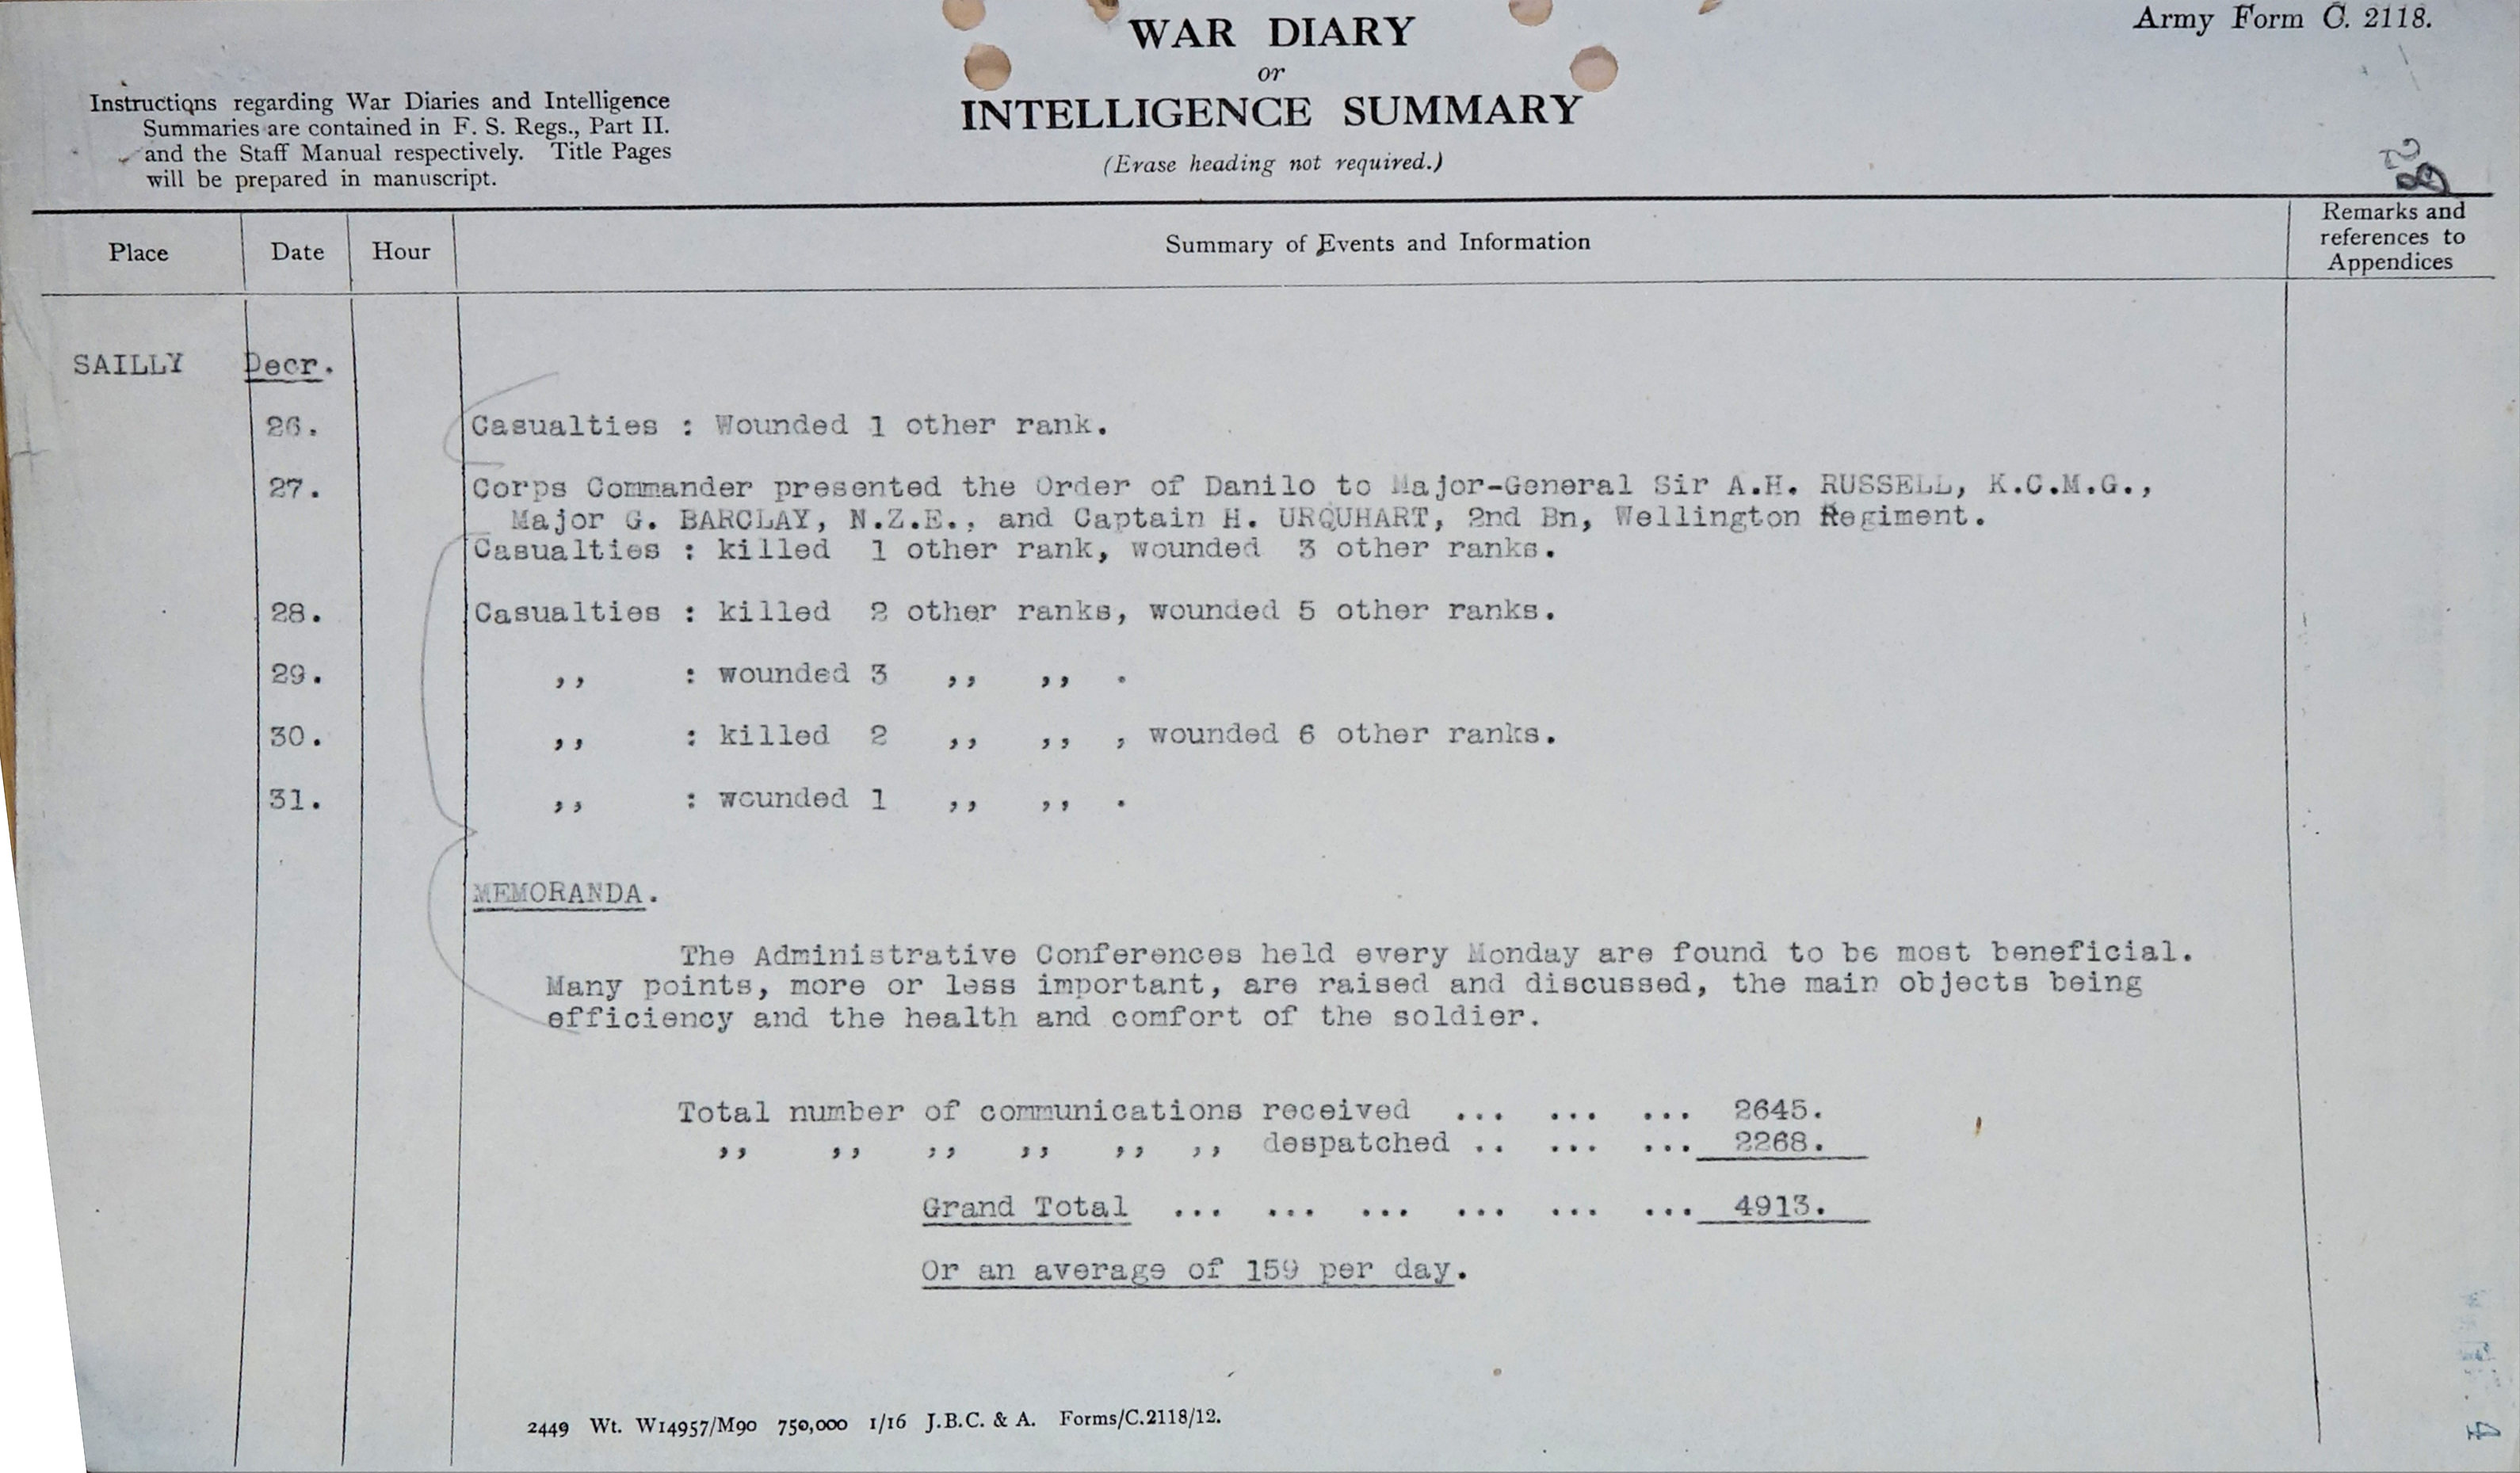 WAR DIARY
or
INTELLIGENCE SUMMARY
(Erase heading not required.)
Army Form C. 2118.
Instructions regarding War Diaries and Intelligence
Summaries are contained in F. S. Regs., Part II.
and the Staff Manual respectively. Title Pages
will be prepared in manuscript.
Place Date Hour Summary of Events and Information Remarks and
references to
Appendices
SAILLY Decr.
26. Casualties : Wounded 1 other rank.
27. Corps Commander presented the Order of Danilo to Major-General Sir A.H. RUSSELL, K.C.M.G.,
Major G. BARCLAY, N.Z.E., and Captain H. URQUHART, 2nd Bn, Wellington Regiment.
Casualties : killed 1 other rank, wounded 3 other ranks.
28. Casualties : killed 2 other ranks, wounded 5 other ranks.
29. ,, : wounded 3 ,, ,, .
30. ,, : killed 2 ,, ,, , wounded 6 other ranks.
31. ,, : wounded 1 ,, ,, .
MEMORANDA.
The Administrative Conferences held every Monday are found to be most beneficial.
Many points, more or less important, are raised and discussed, the main objects being
efficiency and the health and comfort of the soldier.
Total number of communications received ... ... ... 2645.
,, ,, ,, ,, ,, ,, despatched .. ... ... 2268.
Grand Total ... ... ... ... ... ... 4913.
Or an average of 159 per day.
2449 Wt. W14957/M90 750,000 1/16 J.B.C. & A. Forms/C.2118/12.